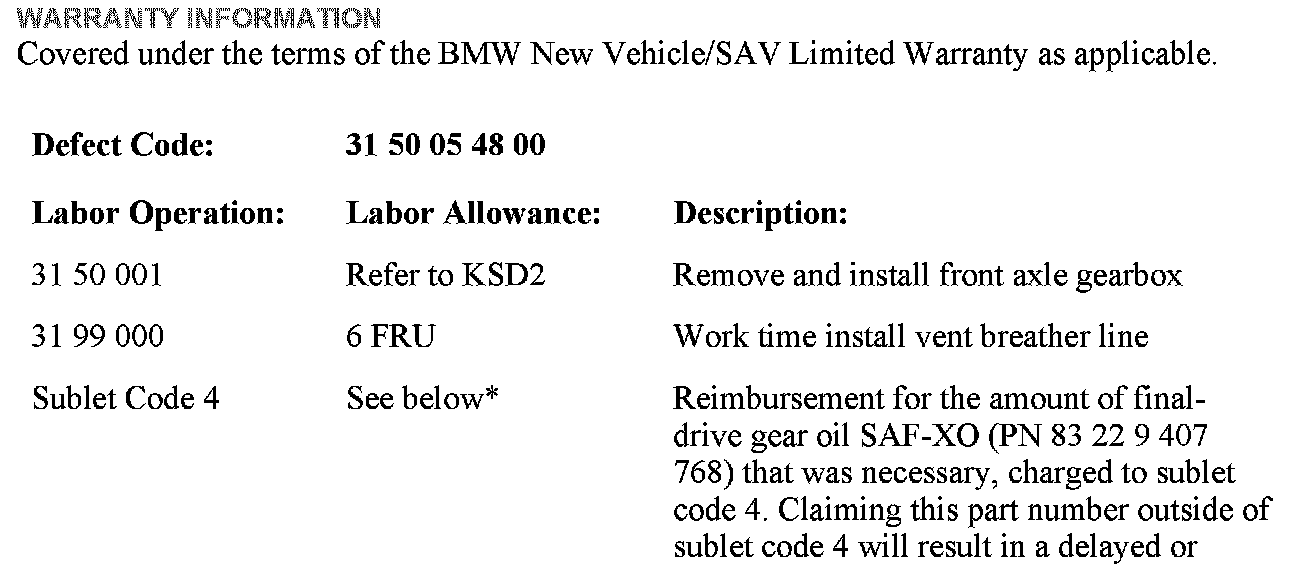 WARRANTY INFORMATION
Covered under the terms of the BMW New Vehicle/SAV Limited Warranty as applicable.
Defect Code: 31 50 05 48 00
Labor Operation: Labor Allowance: Description:
31 50 001 Refer to KSD2 Remove and install front axle gearbox
31 99 000 6 FRU Work time install vent breather line
Sublet Code 4 See below* Reimbursement for the amount of final-
drive gear oil SAF-XO (PN 83 22 9 407
768) that was necessary, charged to sublet
code 4. Claiming this part number outside of
sublet code 4 will result in a delayed or